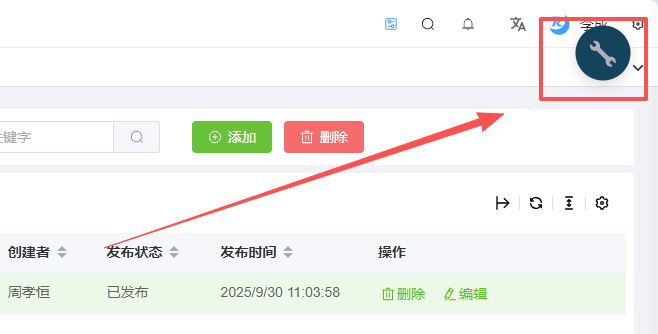 李成
键字
添加
删除
创建者 发布状态 发布时间 操作
周孝恒 已发布 2025/9/30 11:03:58 删除 编辑